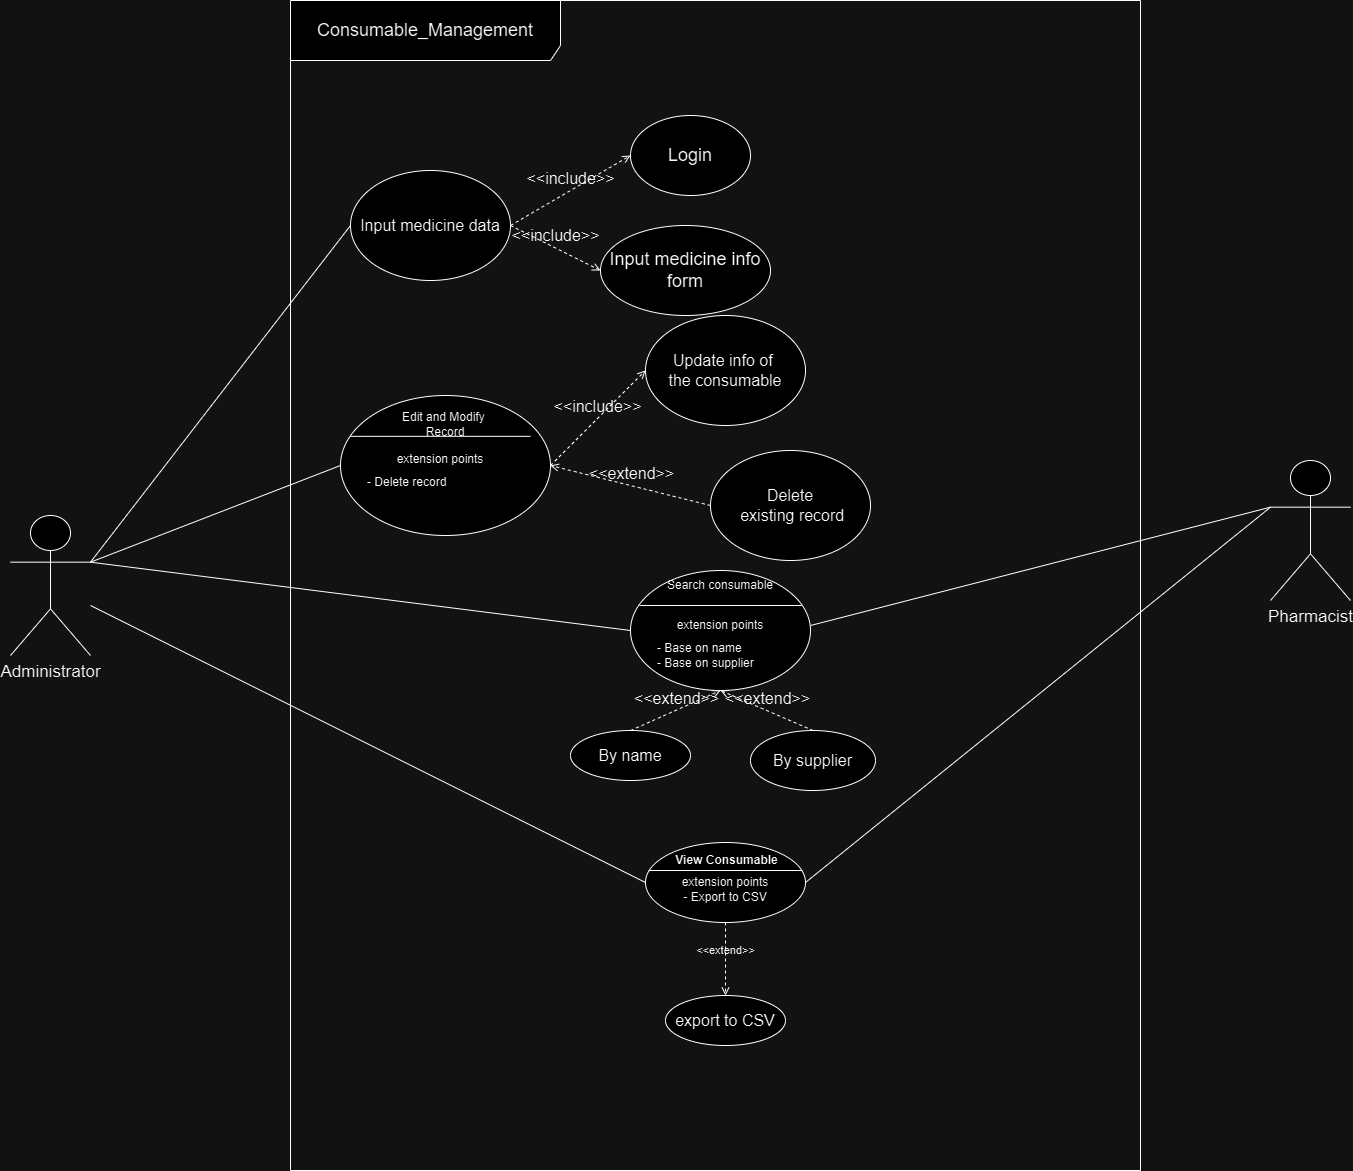 Consumable_Management
Login
<<include>>
Input medicine data
<<include>>
Input medicine info
form
Update info of
the consumable
<<include>>
Edit and Modify
Record
extension points
- Delete record
<<extend>>
Delete
existing record
Search consumable
extension points
- Base on name
- Base on supplier
Pharmacist
Administrator
<<extend>>
<<extend>>
By name
By supplier
View Consumable
extension points
- Export to CSV
<<extend>>
export to CSV